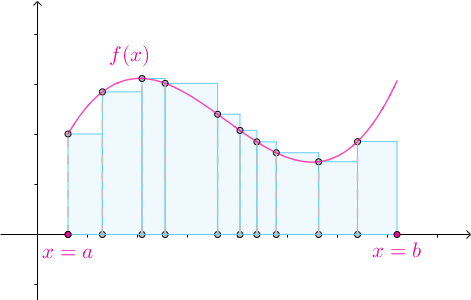 f(x)
x = a
x = b